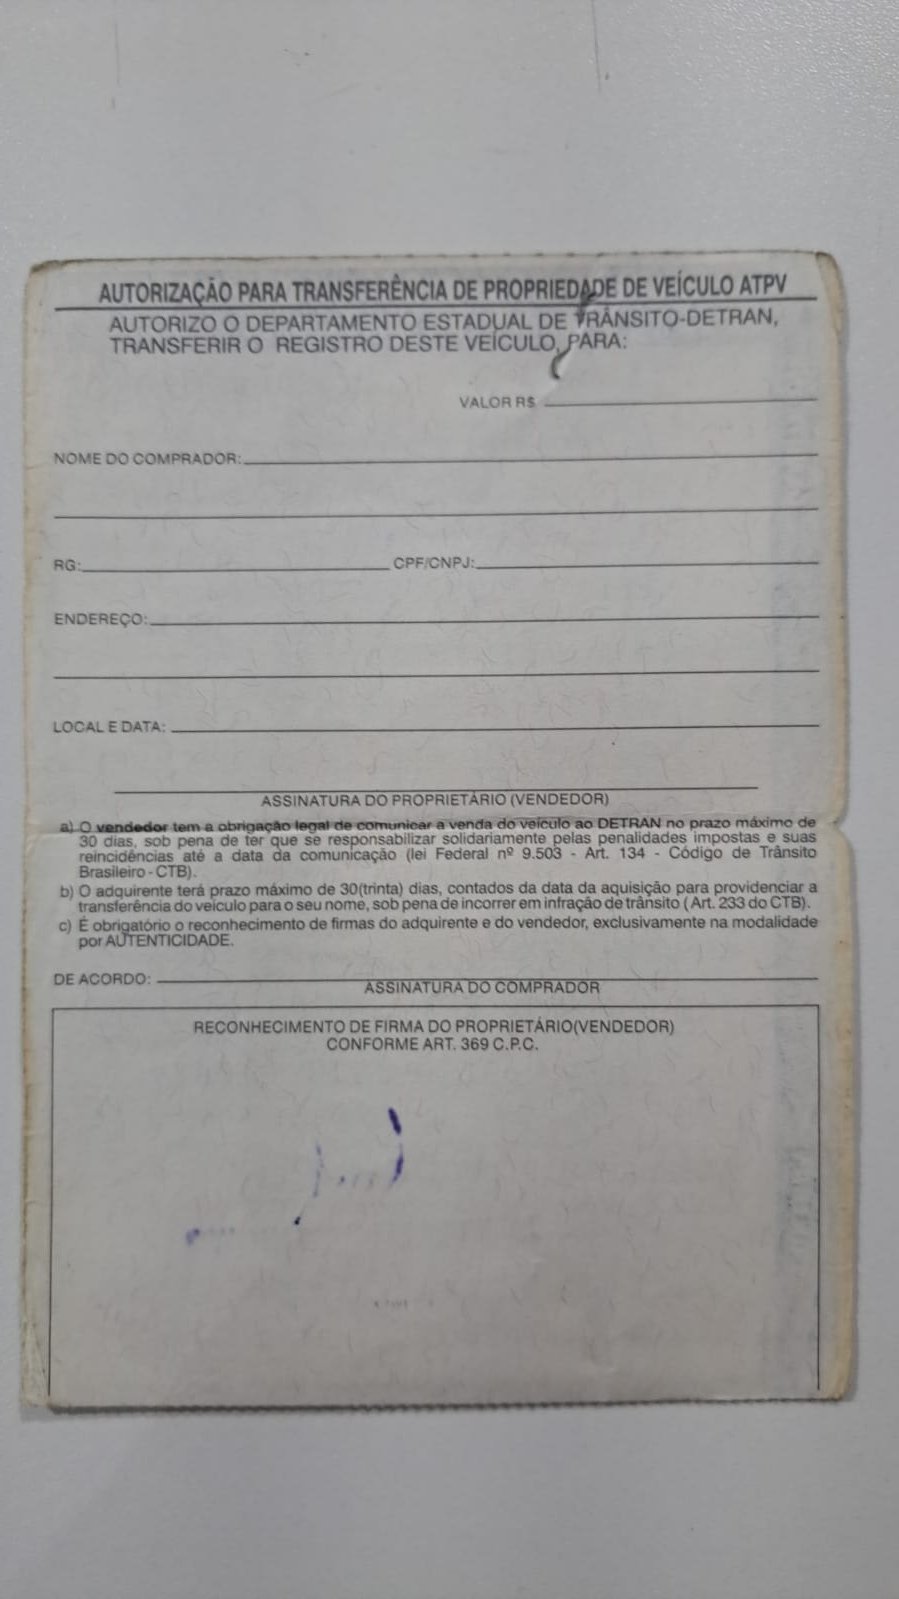 AUTORIZAÇÃO PARA TRANSFERÊNCIA DE PROPRIEDADE DE VEÍCULO ATPV
AUTORIZO O DEPARTAMENTO ESTADUAL DE TRÂNSITO-DETRAN,
TRANSFERIR O REGISTRO DESTE VEÍCULO, PARA:
VALOR R$
NOME DO COMPRADOR:
RG: CPF/CNPJ:
ENDEREÇO:
LOCAL E DATA:
ASSINATURA DO PROPRIETÁRIO (VENDEDOR)
a) O vendedor tem a obrigação legal de comunicar a venda do veículo ao DETRAN no prazo máximo de
30 dias, sob pena de ter que se responsabilizar solidariamente pelas penalidades impostas e suas
reincidências até a data da comunicação (lei Federal nº 9.503 - Art. 134 - Código de Trânsito
Brasileiro - CTB).
b) O adquirente terá prazo máximo de 30(trinta) dias, contados da data da aquisição para providenciar a
transferência do veículo para o seu nome, sob pena de incorrer em infração de trânsito ( Art. 233 do CTB).
c) É obrigatório o reconhecimento de firmas do adquirente e do vendedor, exclusivamente na modalidade
por AUTENTICIDADE.
DE ACORDO:
ASSINATURA DO COMPRADOR
RECONHECIMENTO DE FIRMA DO PROPRIETÁRIO(VENDEDOR)
CONFORME ART. 369 C.P.C.